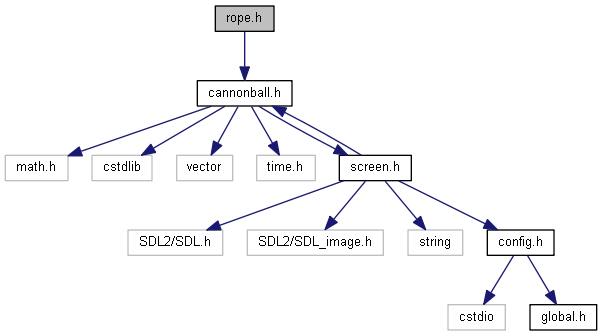 rope.h
cannonball.h
math.h
cstdlib
vector
time.h
screen.h
SDL2/SDL.h
SDL2/SDL_image.h
string
config.h
cstdio
global.h